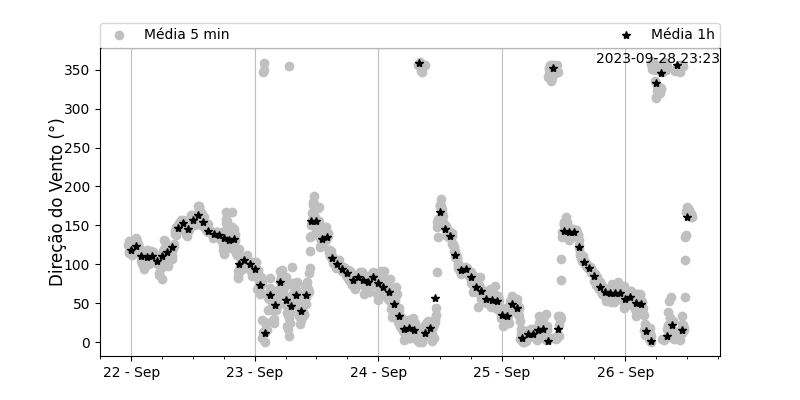 Média 5 min
Média 1h
2023-09-28 23:23
Direção do Vento (°)
350
300
250
200
150
100
50
0
22 - Sep
23 - Sep
24 - Sep
25 - Sep
26 - Sep